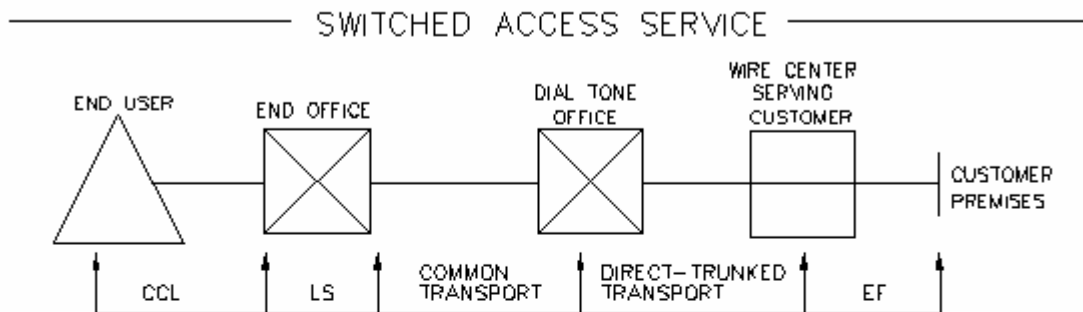 SWITCHED ACCESS SERVICE
END USER
END OFFICE
DIAL TONE
OFFICE
WIRE CENTER
SERVING
CUSTOMER
CUSTOMER
PREMISES
CCL
LS
COMMON
TRANSPORT
DIRECT-TRUNKED
TRANSPORT
EF